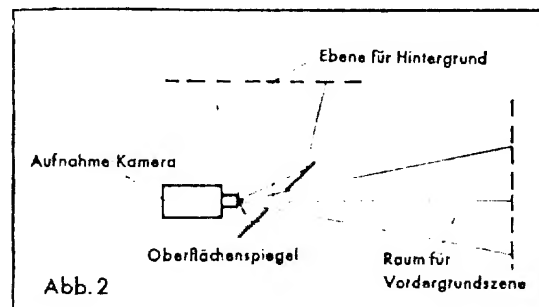 Ebene für Hintergrund
Aufnahme Kamera
Oberflächenspiegel
Raum für
Vordergrundszene
Abb. 2